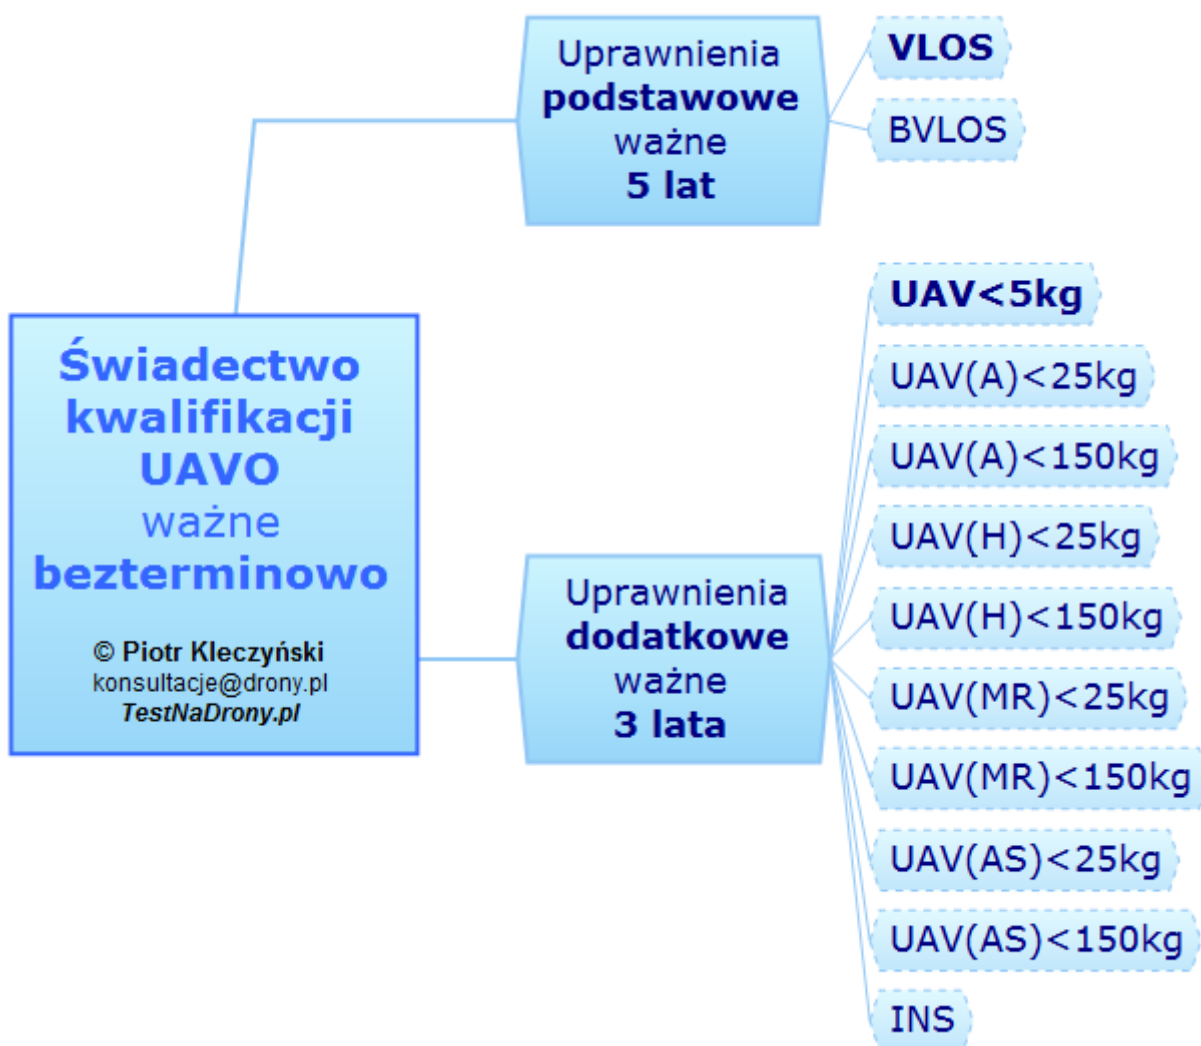 Świadectwo
kwalifikacji
UAVO
ważne
bezterminowo
© Piotr Kleczyński
konsultacje@drony.pl
TestNaDrony.pl
Uprawnienia
podstawowe
ważne
5 lat
VLOS
BVLOS
Uprawnienia
dodatkowe
ważne
3 lata
UAV<5kg
UAV(A)<25kg
UAV(A)<150kg
UAV(H)<25kg
UAV(H)<150kg
UAV(MR)<25kg
UAV(MR)<150kg
UAV(AS)<25kg
UAV(AS)<150kg
INS